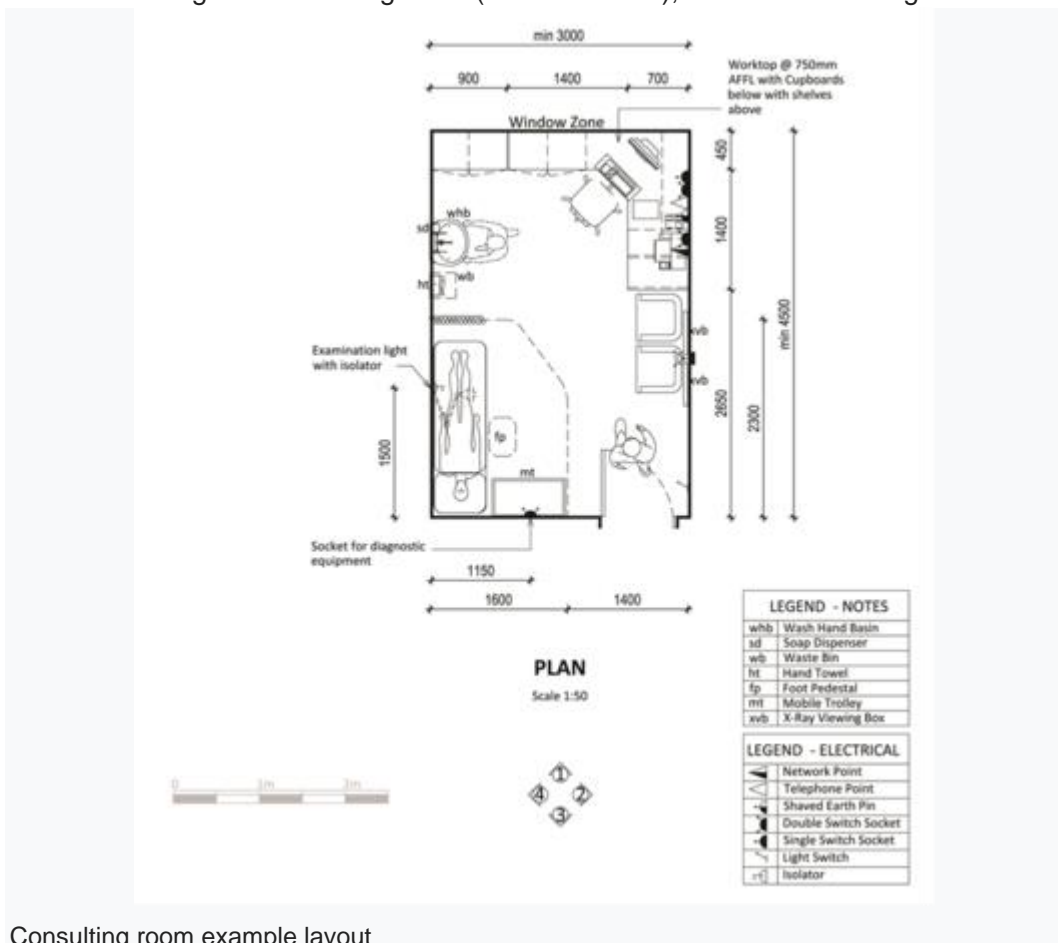 min 3000
900
1400
700
Worktop @ 750mm
AFFL with Cupboards
below with shelves
above
Window Zone
450
whb
sd
1400
wb
ht
min 4500
xvb
Examination light
with isolator
xvb
2650
2300
1500
fp
mt
Socket for diagnostic
equipment
1150
1600
1400
PLAN
Scale 1:50
LEGEND - NOTES
whb Wash Hand Basin
sd Soap Dispenser
wb Waste Bin
ht Hand Towel
fp Foot Pedestal
mt Mobile Trolley
xvb X-Ray Viewing Box
LEGEND - ELECTRICAL
Network Point
Telephone Point
Shaved Earth Pin
Double Switch Socket
Single Switch Socket
Light Switch
Isolator
0 1m 2m
1
4 2
3
Consulting room example layout